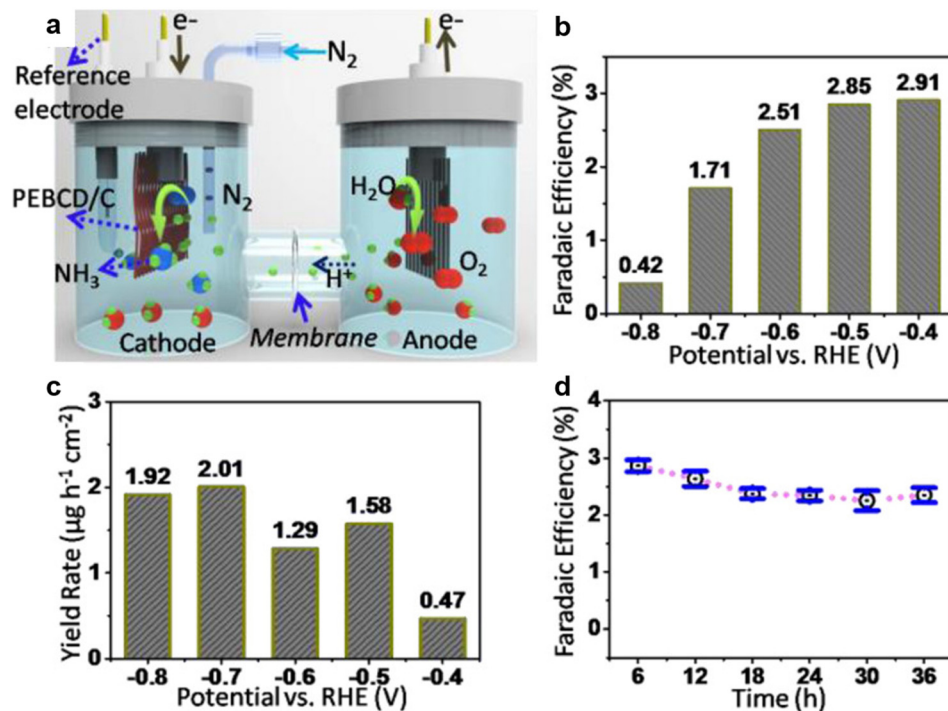 a
e-
e-
N₂
Reference
electrode
PEBCD/C
N₂
H₂O
NH₃
H⁺
O₂
Cathode
Membrane
Anode
b
Faradaic Efficiency (%)
3
2
1
0
0.42
1.71
2.51
2.85
2.91
-0.8 -0.7 -0.6 -0.5 -0.4
Potential vs. RHE (V)
c
Yield Rate (µg h⁻¹ cm⁻²)
3
2
1
0
1.92
2.01
1.29
1.58
0.47
-0.8 -0.7 -0.6 -0.5 -0.4
Potential vs. RHE (V)
d
Faradaic Efficiency (%)
4
3
2
1
0
6 12 18 24 30 36
Time (h)